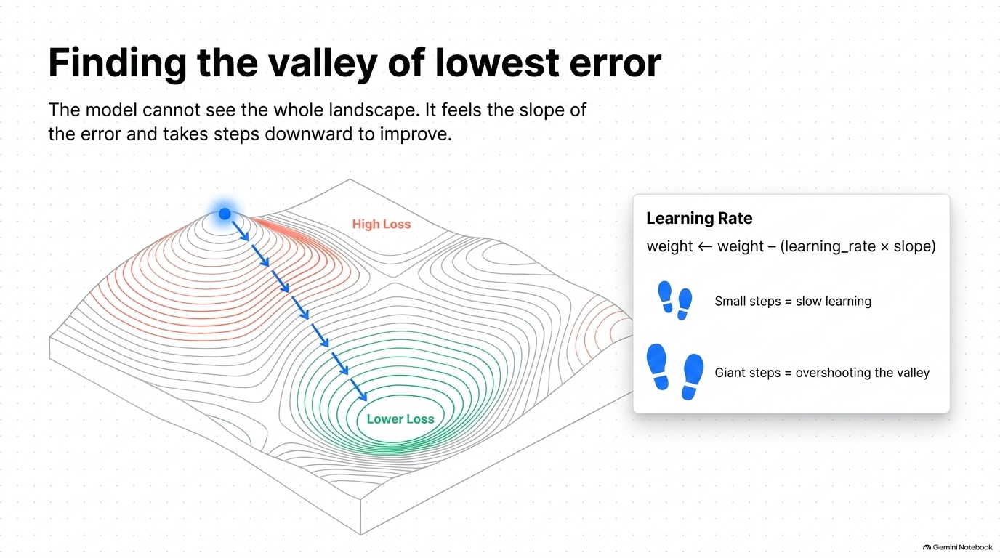 Finding the valley of lowest error
The model cannot see the whole landscape. It feels the slope of
the error and takes steps downward to improve.
High Loss
Lower Loss
Learning Rate
weight ← weight – (learning_rate × slope)
Small steps = slow learning
Giant steps = overshooting the valley
Gemini Notebook